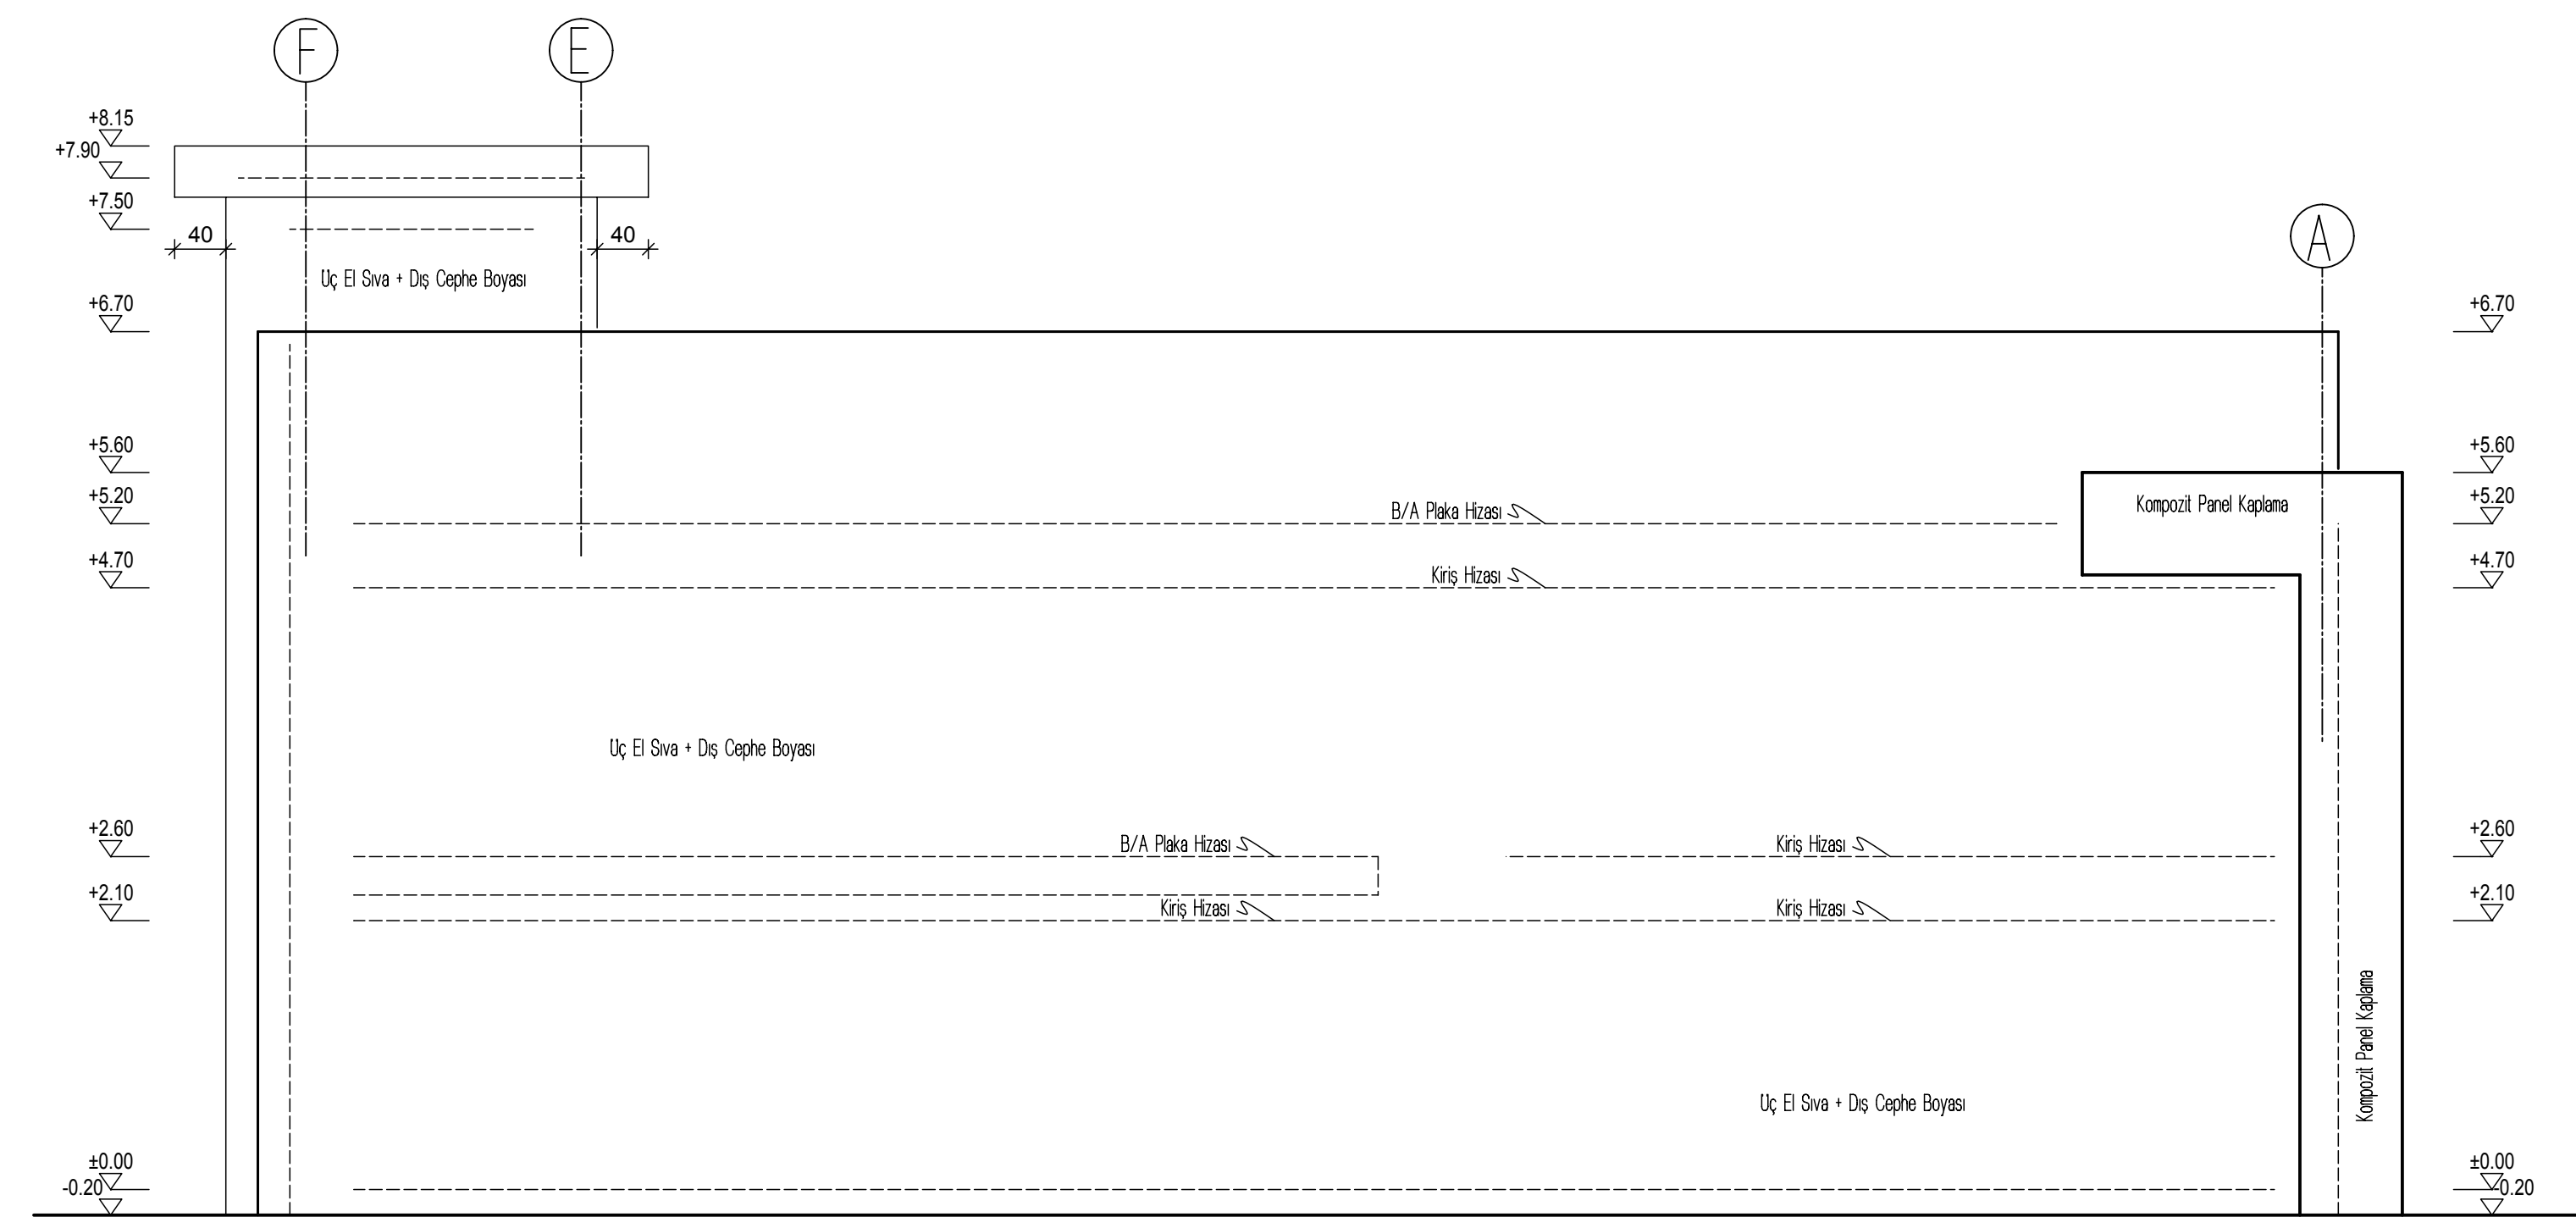 F
E
+8.15
+7.90
+7.50
40
40
A
Üç El Sıva + Dış Cephe Boyası
+6.70
+6.70
+5.60
+5.60
+5.20
B/A Plaka Hizası
Kompozit Panel Kaplama
+5.20
+4.70
Kiriş Hizası
+4.70
Üç El Sıva + Dış Cephe Boyası
+2.60
B/A Plaka Hizası
Kiriş Hizası
+2.60
+2.10
Kiriş Hizası
Kiriş Hizası
+2.10
Kompozit Panel Kaplama
Üç El Sıva + Dış Cephe Boyası
±0.00
±0.00
-0.20
-0.20